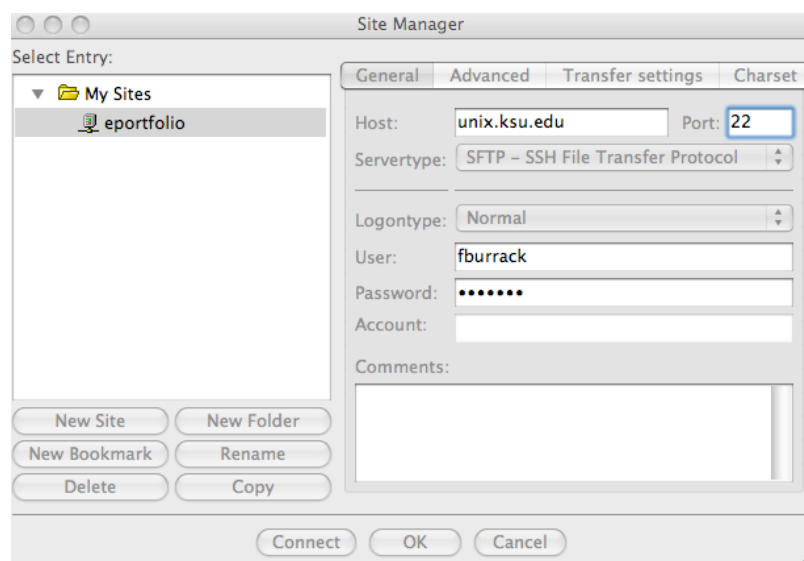 Site Manager
Select Entry:
My Sites
eportfolio
New Site
New Folder
New Bookmark
Rename
Delete
Copy
General Advanced Transfer settings Charset
Host: unix.ksu.edu Port: 22
Servertype: SFTP – SSH File Transfer Protocol
Logontype: Normal
User: fburrack
Password: •••••••
Account:
Comments:
Connect
OK
Cancel